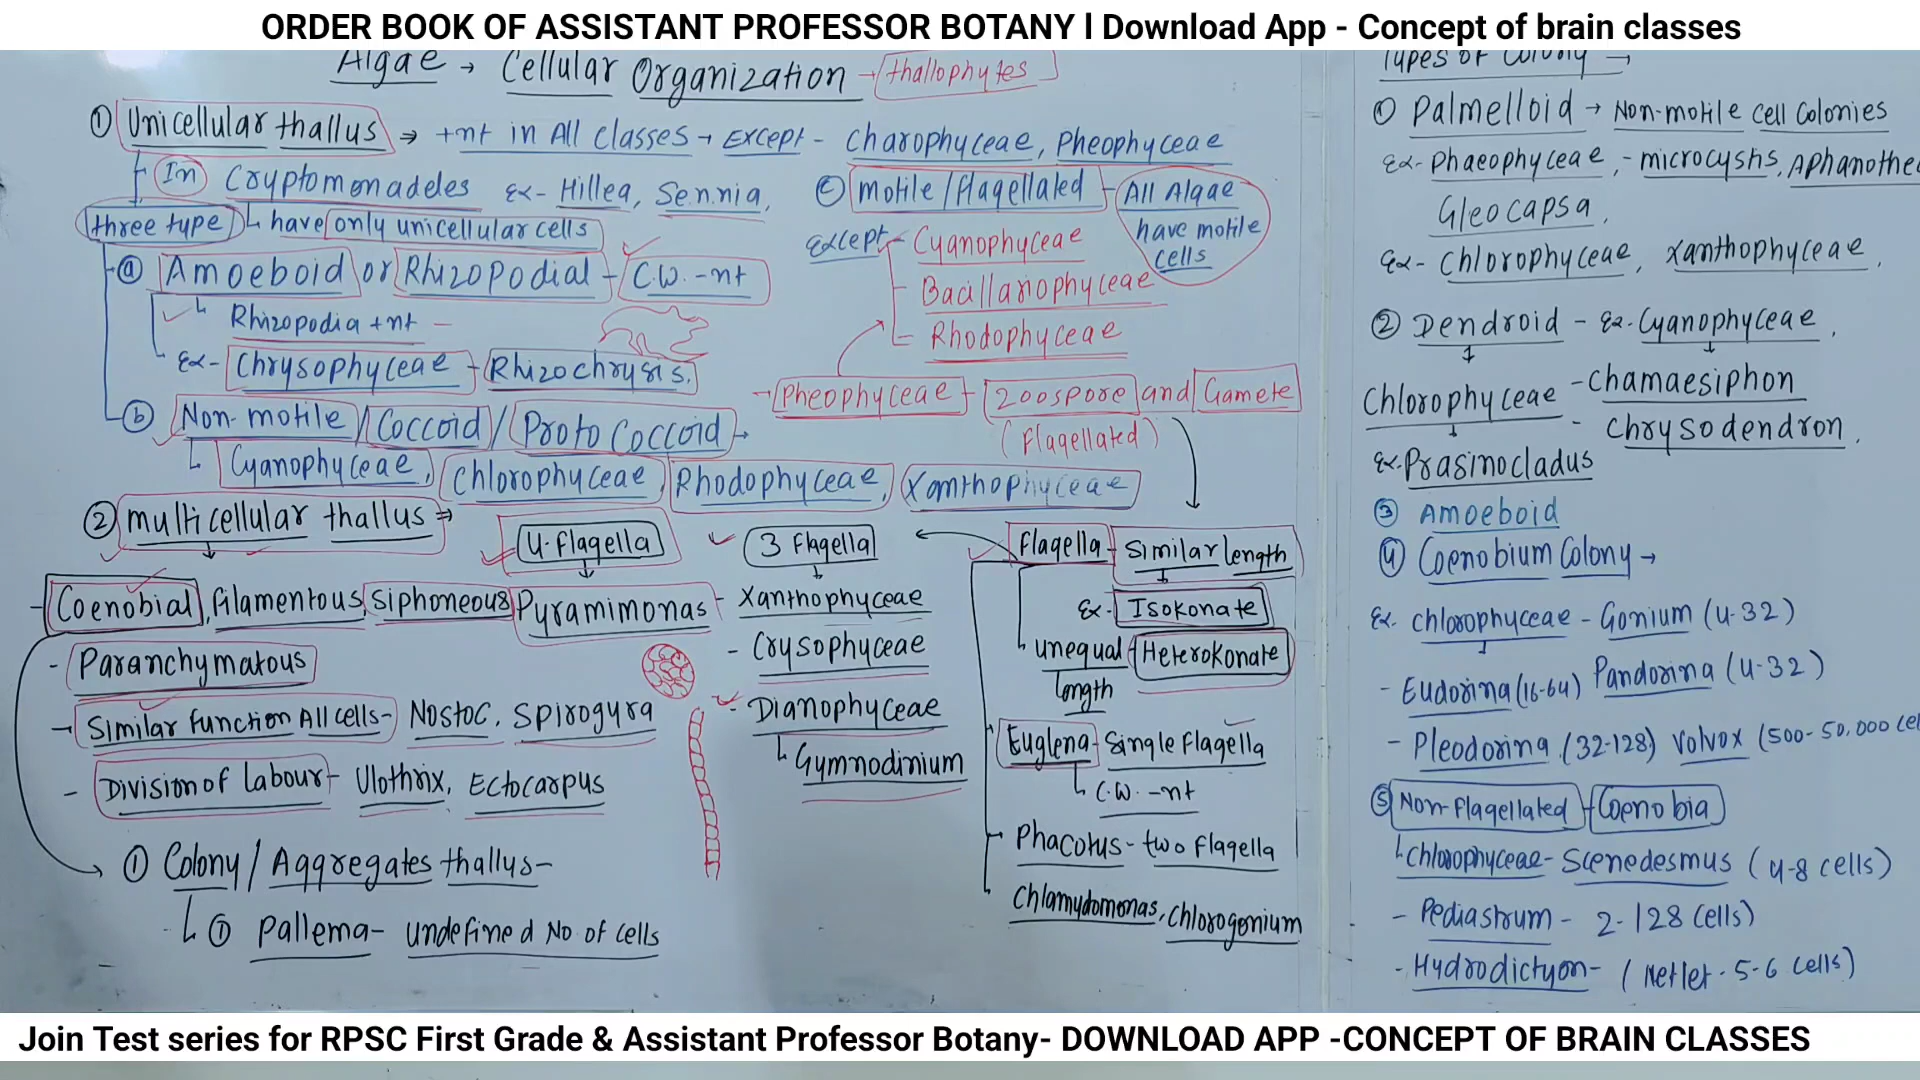 ORDER BOOK OF ASSISTANT PROFESSOR BOTANY l Download App - Concept of brain classes
Algae → Cellular Organization → thallophytes
① Unicellular thallus → +nt in All Classes → Except - Charophyceae, Pheophyceae
In Cryptomonadeles Ex- Hillea, Sennia,
three type have only unicellular cells
ⓐ Amoeboid or Rhizopodial - C.W. -nt
Rhizopodia +nt -
Ex- Chrysophyceae - Rhizochrysis.
ⓑ Non-motile / Coccoid / Proto Coccoid →
Cyanophyceae, Chlorophyceae, Rhodophyceae, Xanthophyceae
ⓒ motile / flagellated - All Algae have motile cells
Except - Cyanophyceae
- Bacillariophyceae
- Rhodophyceae
- Pheophyceae - Zoospore and Gamete
(Flagellated)
② multicellular thallus ⇒
- Coenobial, Filamentous, Siphoneous
- Paranchymatous
- Similar function All cells - Nostoc, Spirogyra
- Division of Labour - Ulothrix, Ectocarpus
① Colony / Aggregates thallus -
① Pallema - undefined No. of cells
4-flagella
Pyramimonas
3 Flagella
- Xanthophyceae
- Crysophyceae
- Dianophyceae
Gymnodinium
Flagella - Similar length
Ex- Isokonate
unequal length - Heterokonate
Euglena - Single Flagella
C.W. -nt
Phacotus - two Flagella
Chlamydomonas, Chlorogonium
Types of Colony →
① Palmelloid → Non-motile cell colonies
Ex- Phaeophyceae, - microcystis,
Gleocapsa,
Ex- Chlorophyceae, Xanthophyceae,
② Dendroid - Ex- Cyanophyceae,
Chlorophyceae - Chamaesiphon
- Chrysodendron.
Ex- Prasinocladus
③ Amoeboid
④ Coenobium Colony →
Ex- chlorophyceae - Gonium (4-32)
- Eudorina (16-64) Pandorina (4-32)
- Pleodorina (32-128) Volvox (500-50,000
⑤ Non-flagellated - Coenobia
Chlorophyceae - Scenedesmus (4-8 cells)
- Pediastrum - 2-128 Cells)
- Hydrodictyon - (Netlet - 5-6 cells)
Join Test series for RPSC First Grade & Assistant Professor Botany- DOWNLOAD APP -CONCEPT OF BRAIN CLASSES